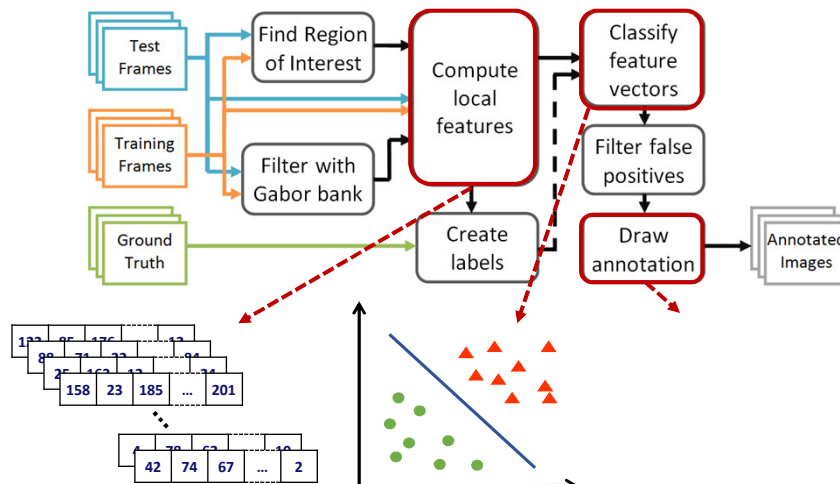 Test
Frames
Find Region
of Interest
Compute
local
features
Classify
feature
vectors
Training
Frames
Filter with
Gabor bank
Filter false
positives
Ground
Truth
Create
labels
Draw
annotation
Annotated
Images
158 23 185 ... 201
42 74 67 ... 2